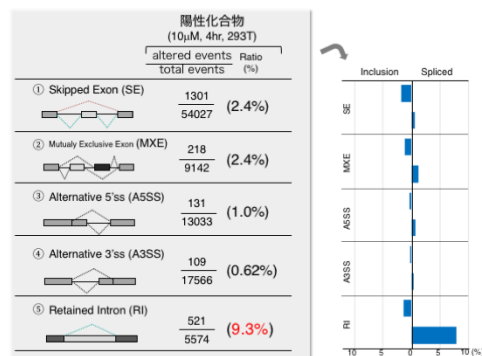 陽性化合物
(10μM, 4hr, 293T)
altered events
total events
Ratio
(%)
① Skipped Exon (SE)
1301
54027
(2.4%)
② Mutualy Exclusive Exon (MXE)
218
9142
(2.4%)
③ Alternative 5'ss (A5SS)
131
13033
(1.0%)
④ Alternative 3'ss (A3SS)
109
17566
(0.62%)
⑤ Retained Intron (RI)
521
5574
(9.3%)
Inclusion Spliced
SE
MXE
A5SS
A3SS
RI
10 5 0 5 10 (%)